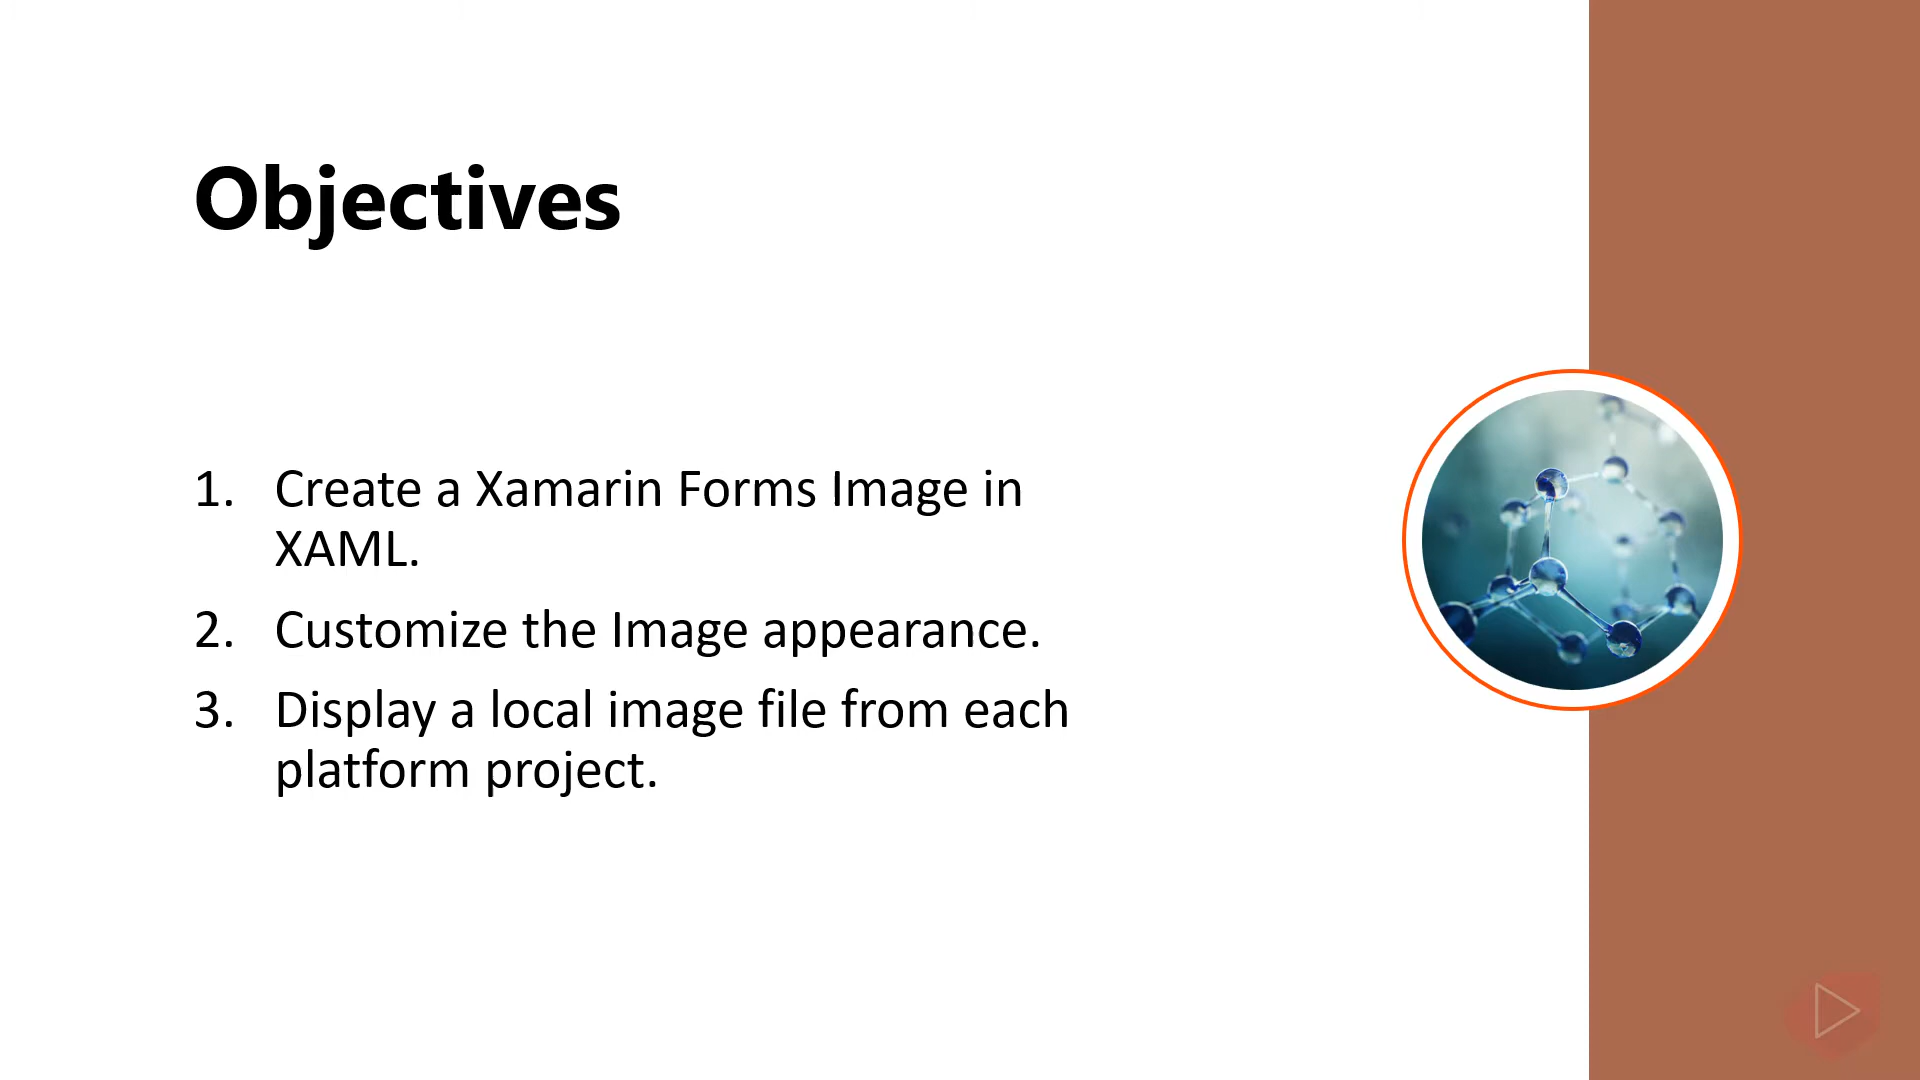 Objectives
1. Create a Xamarin Forms Image in
XAML.
2. Customize the Image appearance.
3. Display a local image file from each
platform project.